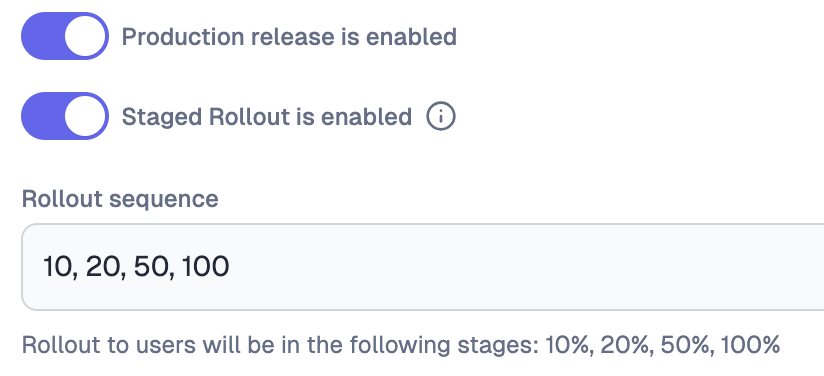 Production release is enabled
Staged Rollout is enabled
Rollout sequence
10, 20, 50, 100
Rollout to users will be in the following stages: 10%, 20%, 50%, 100%